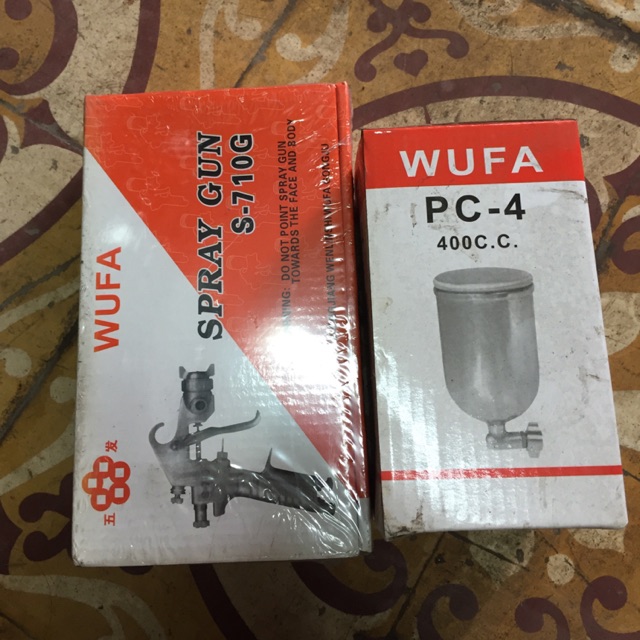 WUFA
SPRAY GUN
S-710G
DO NOT POINT SPRAY GUN
TOWARDS THE FACE AND BODY
五发
WUFA
PC-4
400C.C.